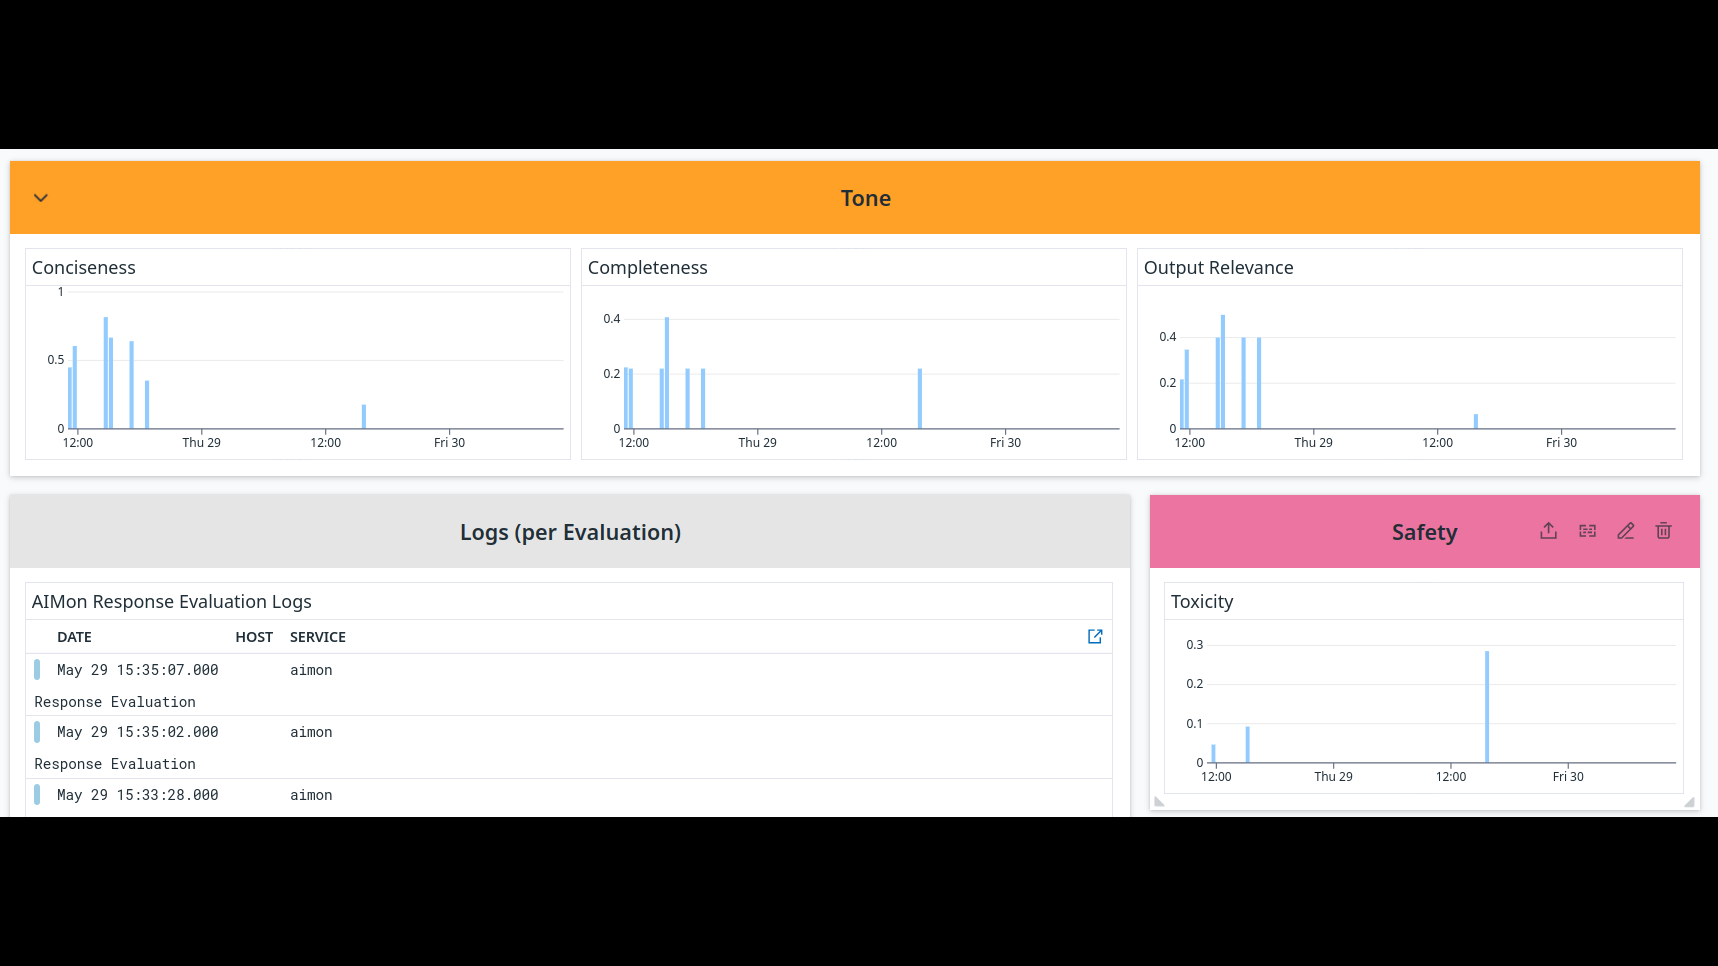 Tone
Conciseness
1
0.5
0
12:00 Thu 29 12:00 Fri 30
Completeness
0.4
0.2
0
12:00 Thu 29 12:00 Fri 30
Output Relevance
0.4
0.2
0
12:00 Thu 29 12:00 Fri 30
Logs (per Evaluation)
AIMon Response Evaluation Logs
DATE HOST SERVICE
May 29 15:35:07.000 aimon
Response Evaluation
May 29 15:35:02.000 aimon
Response Evaluation
May 29 15:33:28.000 aimon
Safety
Toxicity
0.3
0.2
0.1
0
12:00 Thu 29 12:00 Fri 30